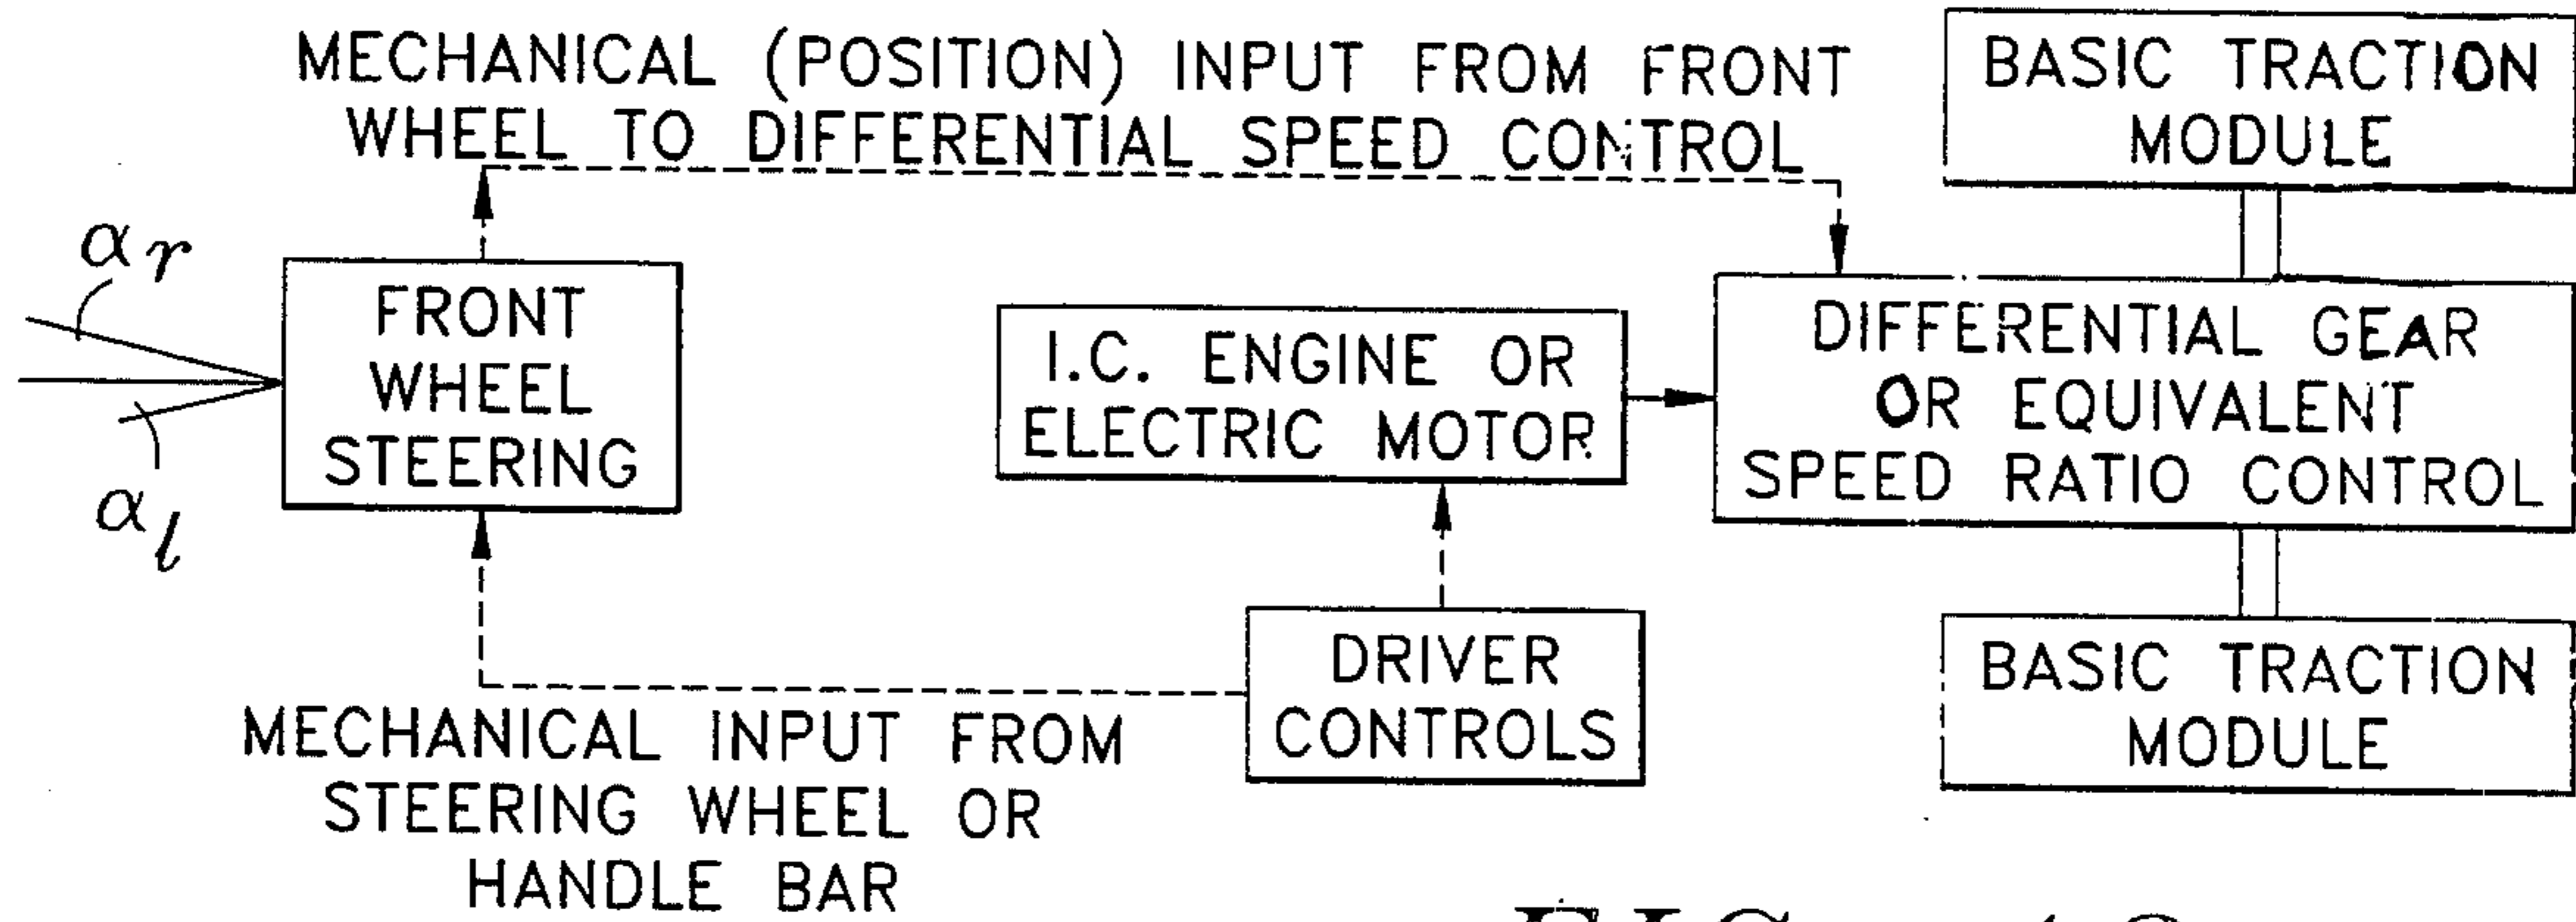 MECHANICAL (POSITION) INPUT FROM FRONT
WHEEL TO DIFFERENTIAL SPEED CONTROL
BASIC TRACTION
MODULE
αr
αl
FRONT
WHEEL
STEERING
I.C. ENGINE OR
ELECTRIC MOTOR
DIFFERENTIAL GEAR
OR EQUIVALENT
SPEED RATIO CONTROL
DRIVER
CONTROLS
BASIC TRACTION
MODULE
MECHANICAL INPUT FROM
STEERING WHEEL OR
HANDLE BAR